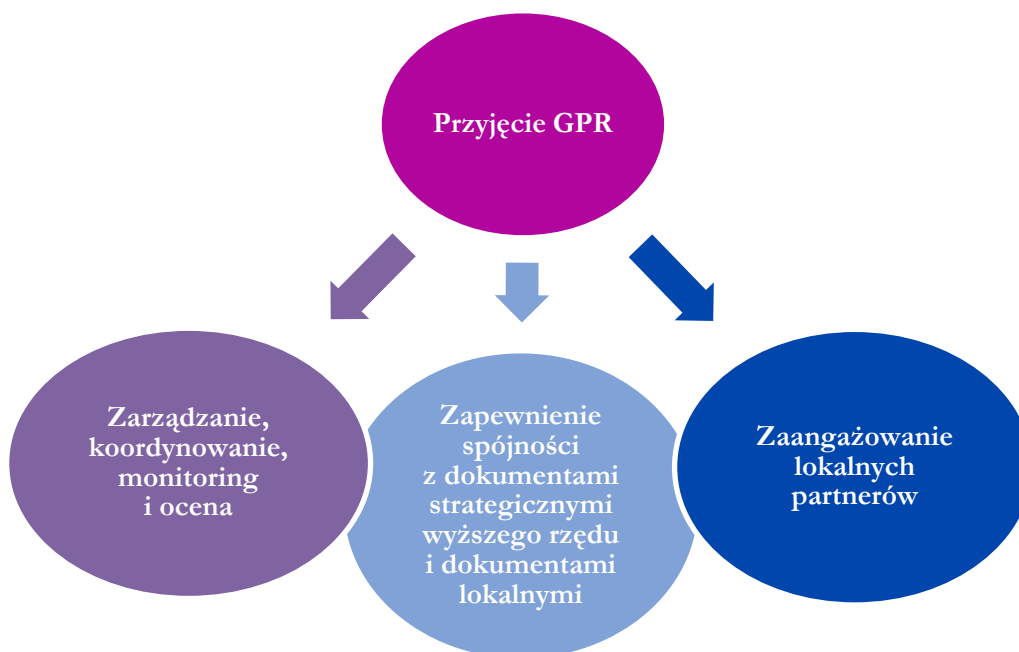 Przyjęcie GPR
Zarządzanie,
koordynowanie,
monitoring
i ocena
Zapewnienie
spójności
z dokumentami
strategicznymi
wyższego rzędu
i dokumentami
lokalnymi
Zaangażowanie
lokalnych
partnerów